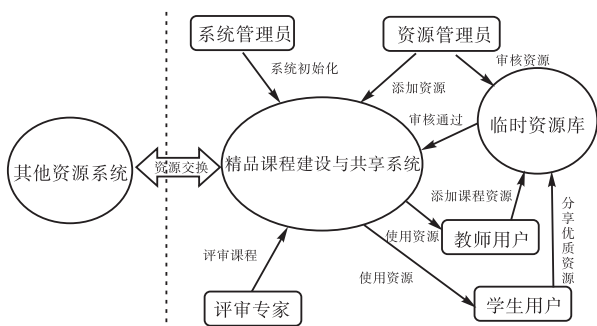 系统管理员
资源管理员
系统初始化
添加资源
审核资源
审核通过
临时资源库
其他资源系统
资源交换
精品课程建设与共享系统
添加课程资源
分享优质资源
使用资源
教师用户
评审课程
使用资源
评审专家
学生用户